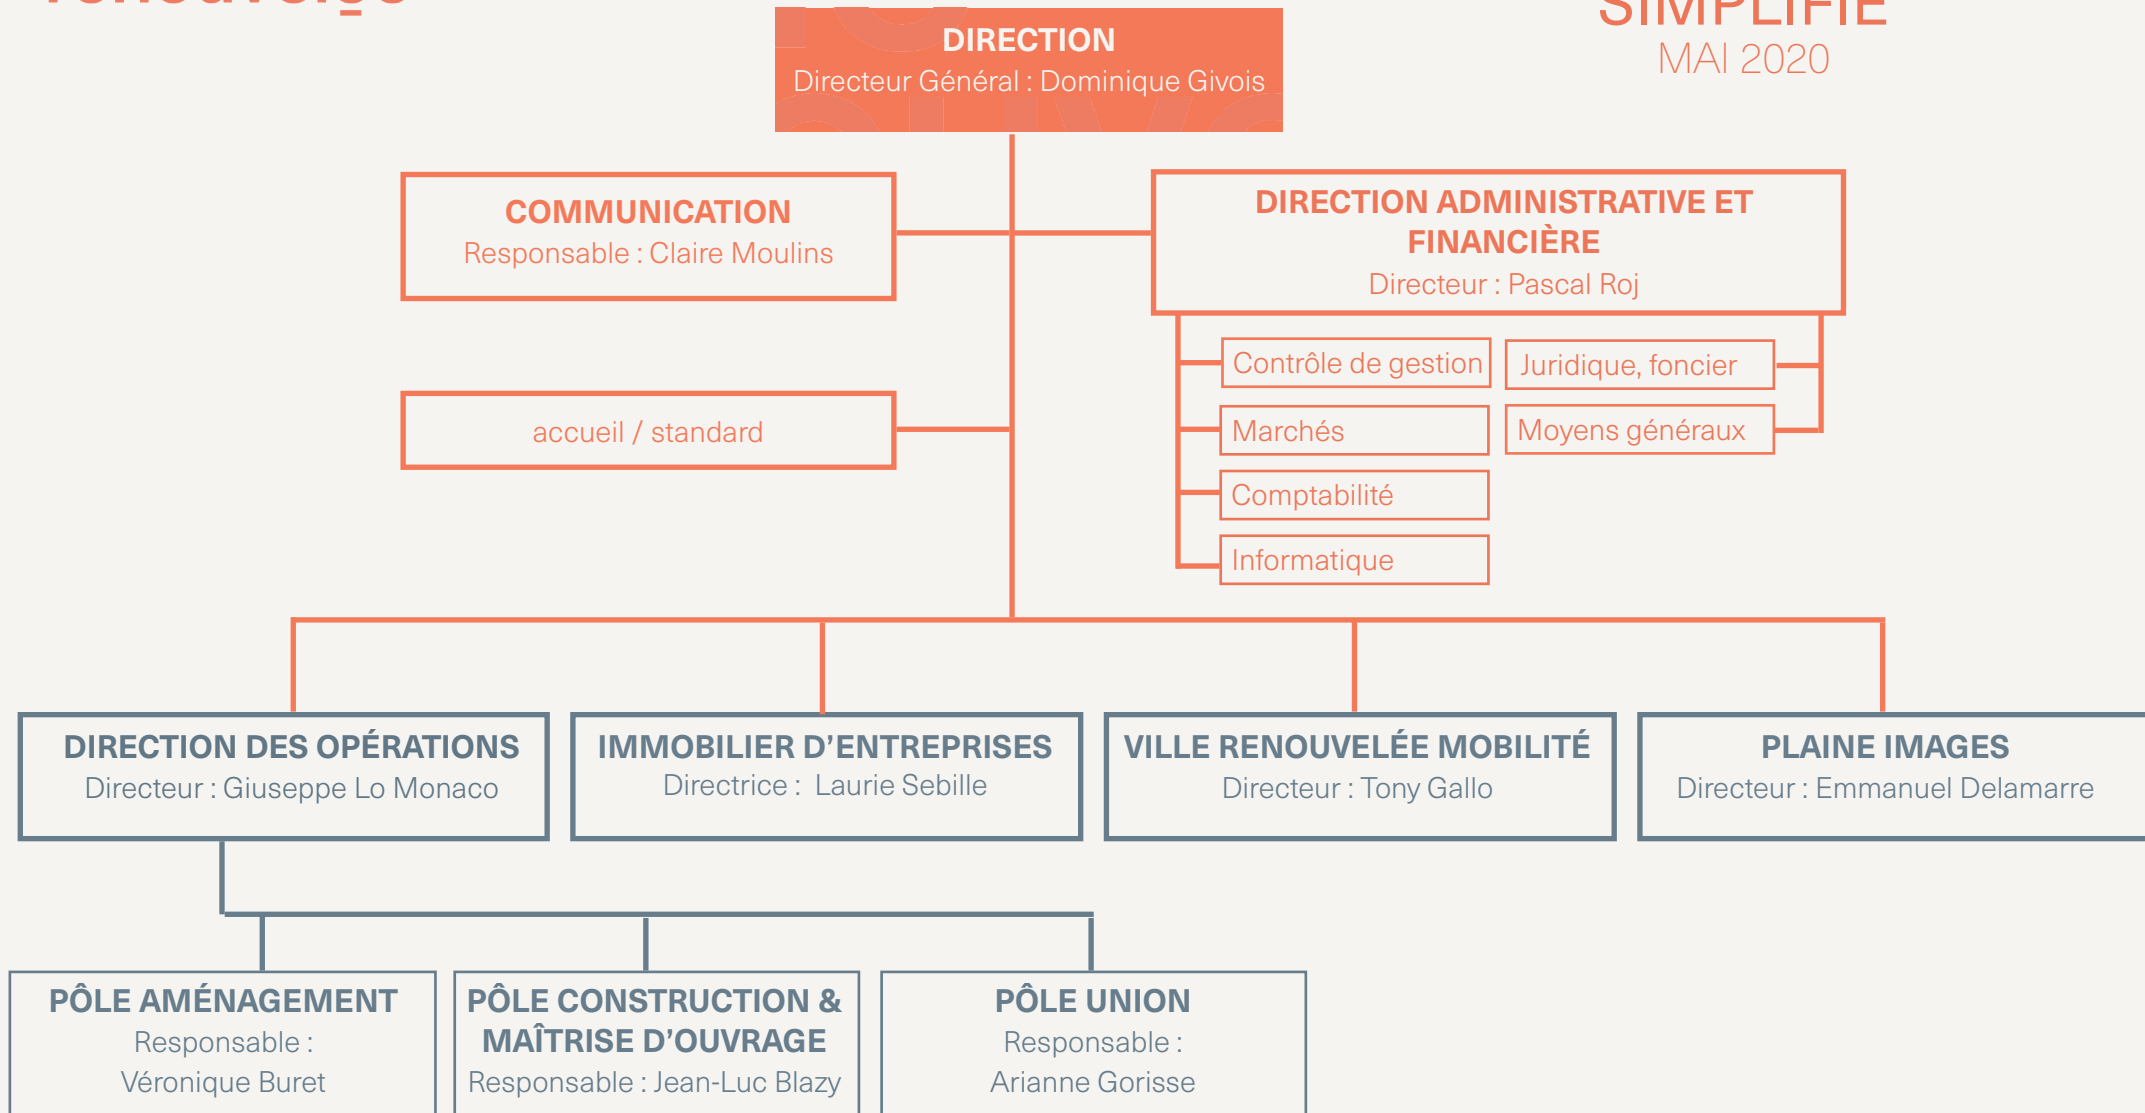 renouvelée
SIMPLIFIÉ
MAI 2020
DIRECTION
Directeur Général : Dominique Givois
COMMUNICATION
Responsable : Claire Moulins
DIRECTION ADMINISTRATIVE ET
FINANCIÈRE
Directeur : Pascal Roj
Contrôle de gestion
Juridique, foncier
accueil / standard
Marchés
Moyens généraux
Comptabilité
Informatique
DIRECTION DES OPÉRATIONS
Directeur : Giuseppe Lo Monaco
IMMOBILIER D’ENTREPRISES
Directrice :  Laurie Sebille
VILLE RENOUVELÉE MOBILITÉ
Directeur : Tony Gallo
PLAINE IMAGES
Directeur : Emmanuel Delamarre
PÔLE AMÉNAGEMENT
Responsable :
Véronique Buret
PÔLE CONSTRUCTION &
MAÎTRISE D’OUVRAGE
Responsable : Jean-Luc Blazy
PÔLE UNION
Responsable :
Arianne Gorisse